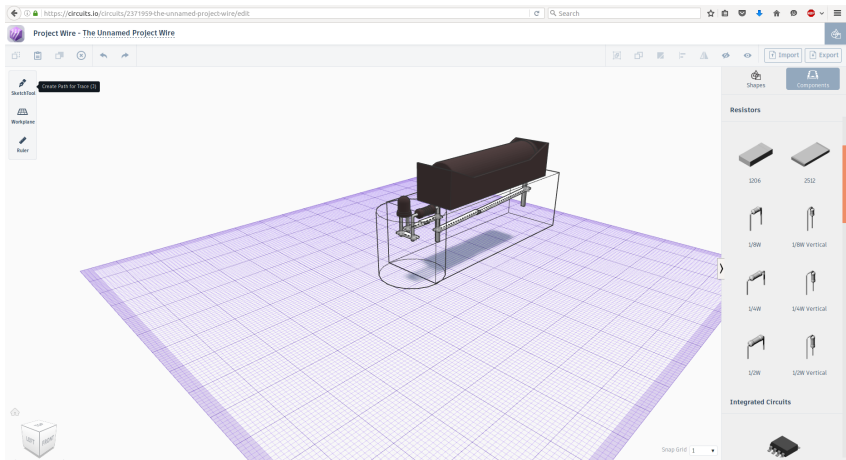 https://circuits.io/circuits/2371959-the-unnamed-project-wire/edit
Search
Project Wire - The Unnamed Project Wire
Import
Export
SketchTool
Create Path for Trace (J)
Workplane
Ruler
Shapes
Components
Resistors
1206
2512
1/8W
1/8W Vertical
1/4W
1/4W Vertical
1/2W
1/2W Vertical
Integrated Circuits
LEFT
FRONT
Snap Grid
1